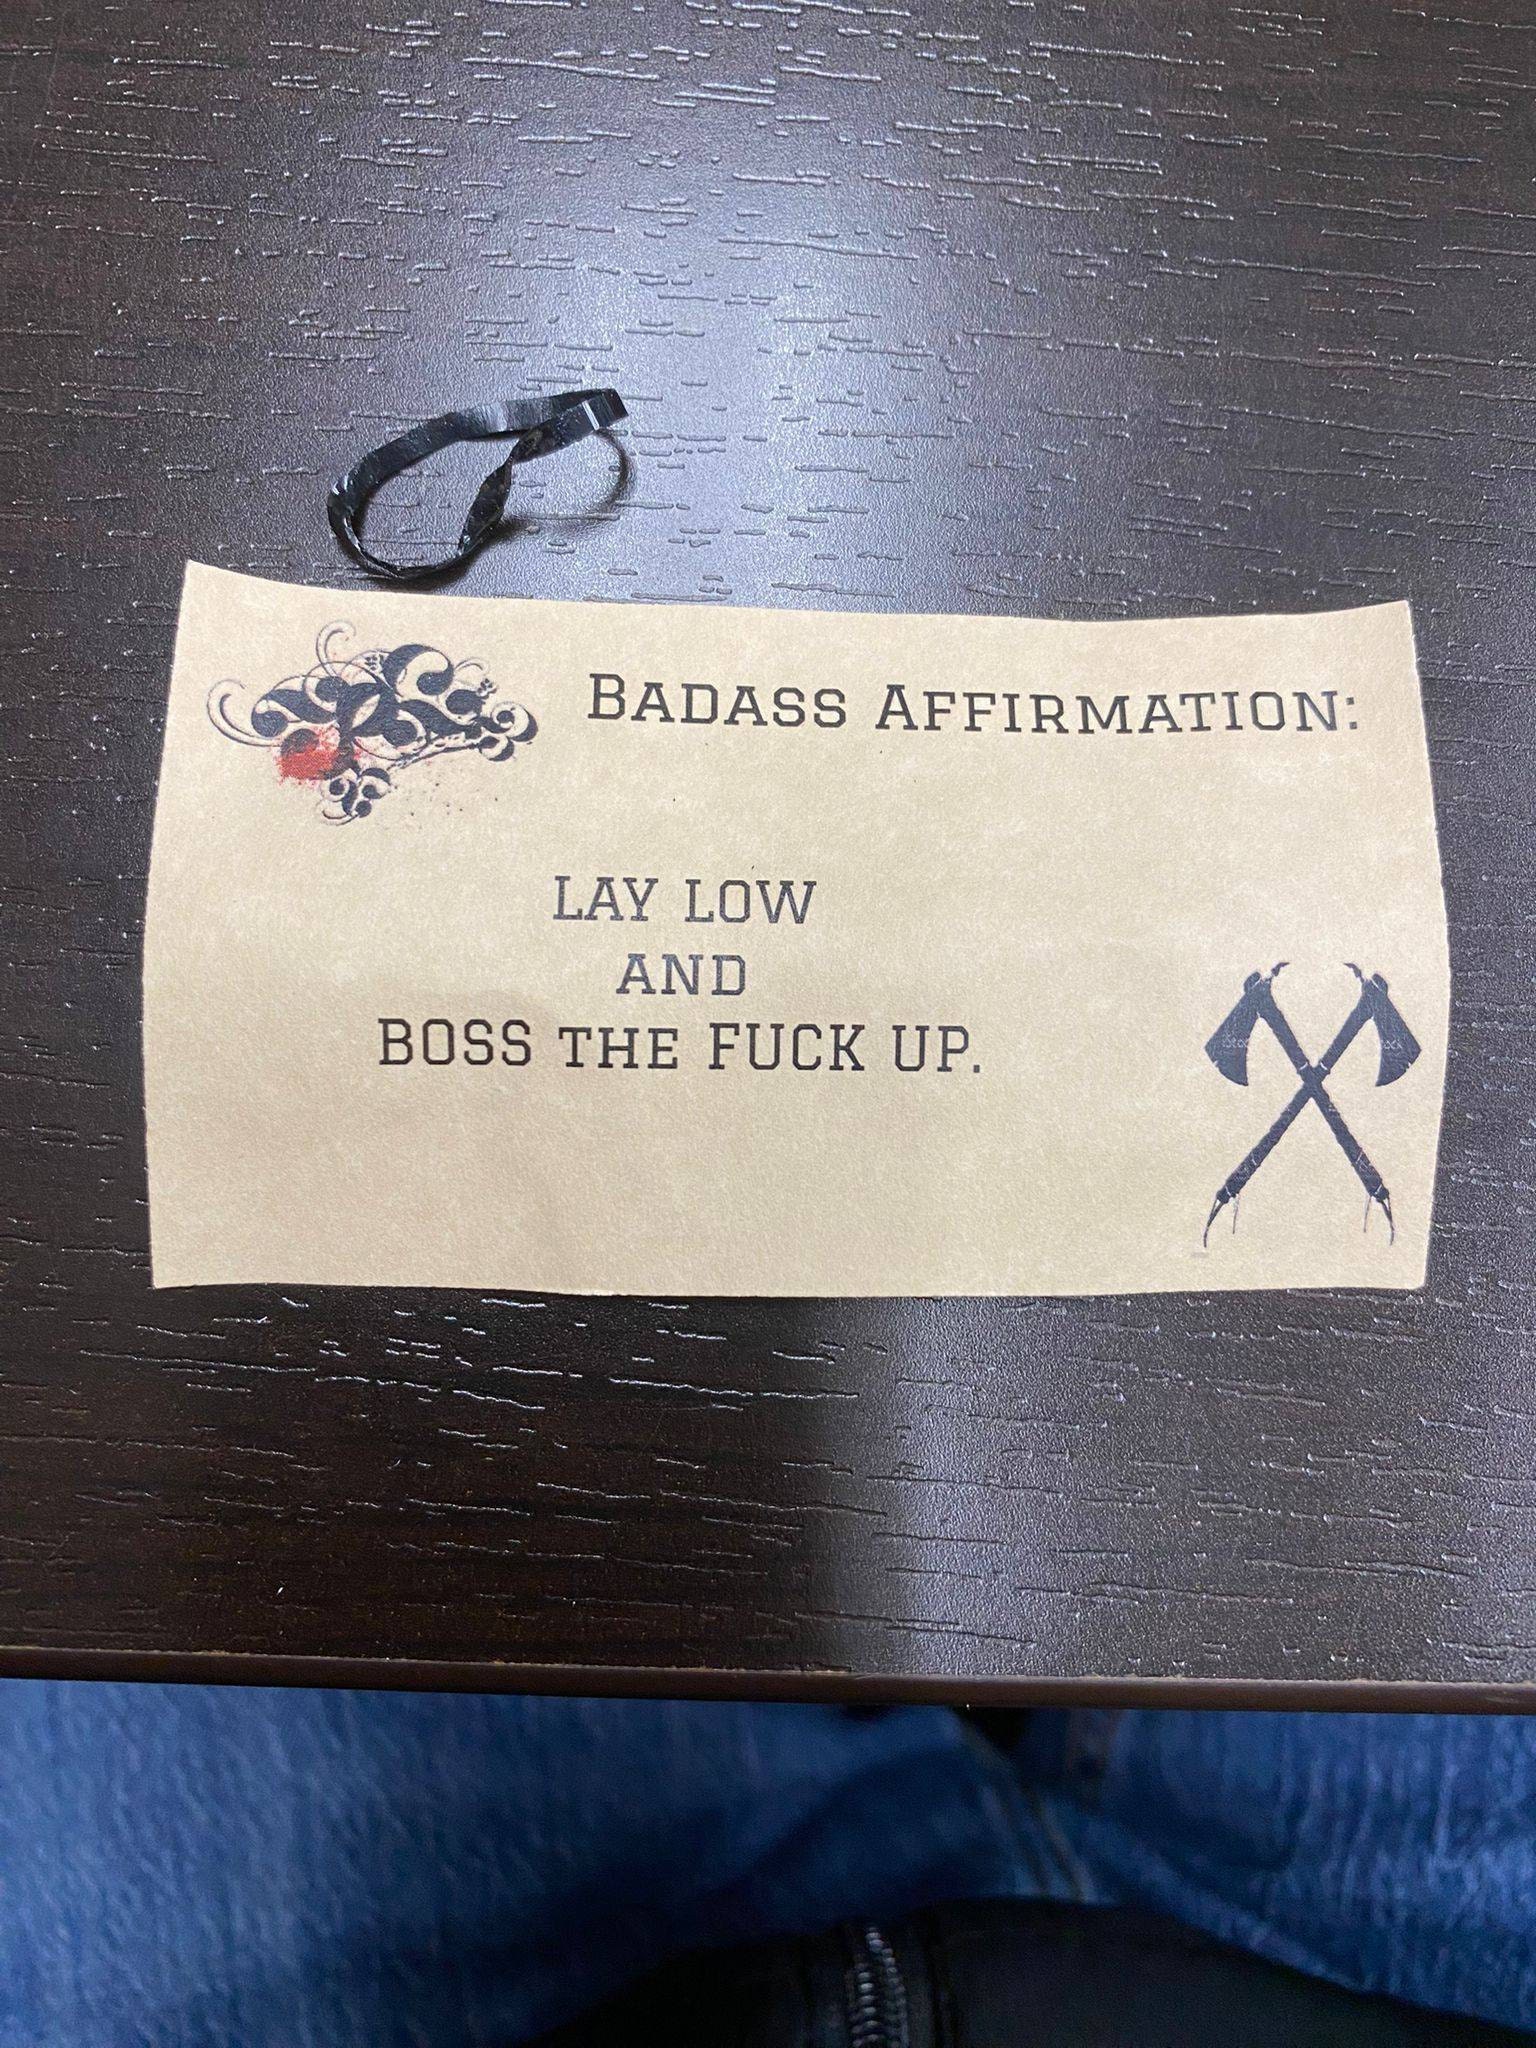 BADASS AFFIRMATION:
LAY LOW
AND
BOSS THE FUCK UP.